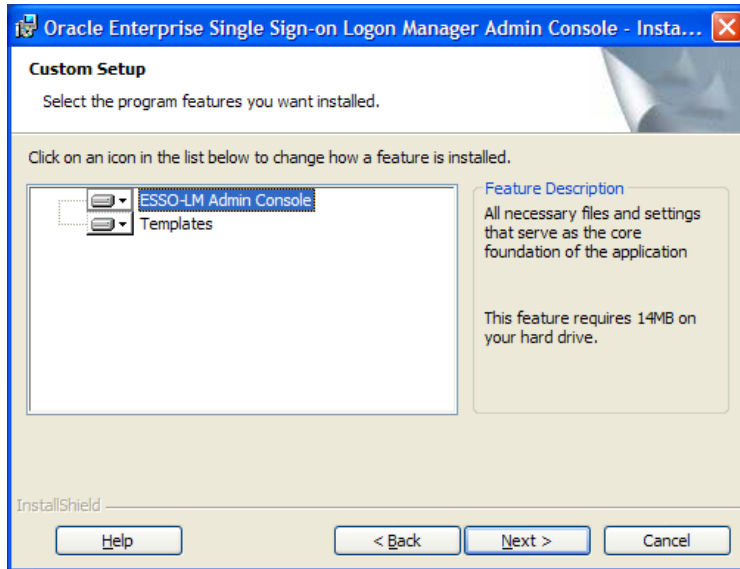 Oracle Enterprise Single Sign-on Logon Manager Admin Console - Insta...
Custom Setup
Select the program features you want installed.
Click on an icon in the list below to change how a feature is installed.
ESSO-LM Admin Console
Templates
Feature Description
All necessary files and settings
that serve as the core
foundation of the application
This feature requires 14MB on
your hard drive.
InstallShield
Help
< Back
Next >
Cancel